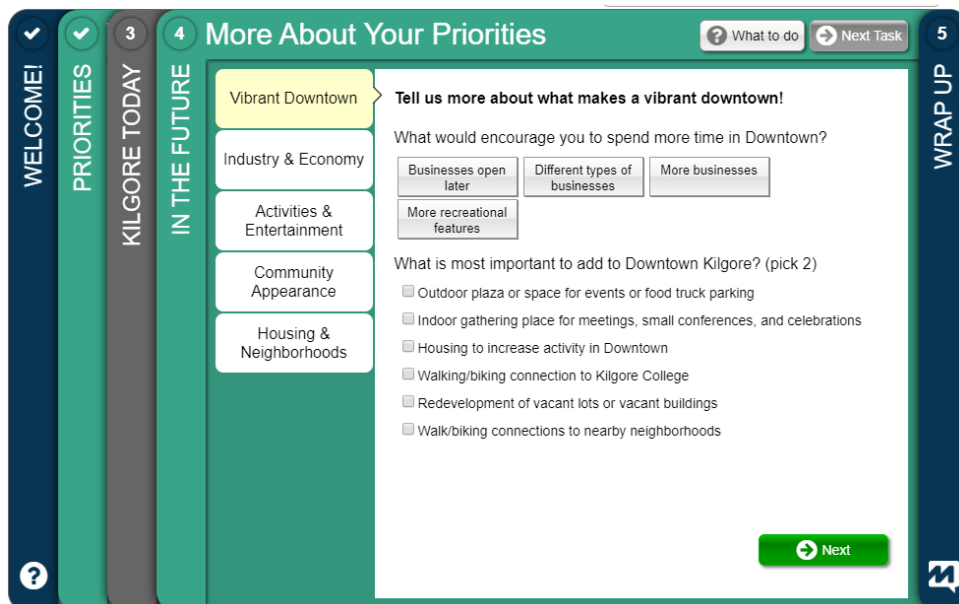 WELCOME!
?
PRIORITIES
3
KILGORE TODAY
4
IN THE FUTURE
More About Your Priorities
? What to do
Next Task
Vibrant Downtown
Industry & Economy
Activities &
Entertainment
Community
Appearance
Housing &
Neighborhoods
Tell us more about what makes a vibrant downtown!
What would encourage you to spend more time in Downtown?
Businesses open
later
Different types of
businesses
More businesses
More recreational
features
What is most important to add to Downtown Kilgore? (pick 2)
Outdoor plaza or space for events or food truck parking
Indoor gathering place for meetings, small conferences, and celebrations
Housing to increase activity in Downtown
Walking/biking connection to Kilgore College
Redevelopment of vacant lots or vacant buildings
Walk/biking connections to nearby neighborhoods
Next
5
WRAP UP